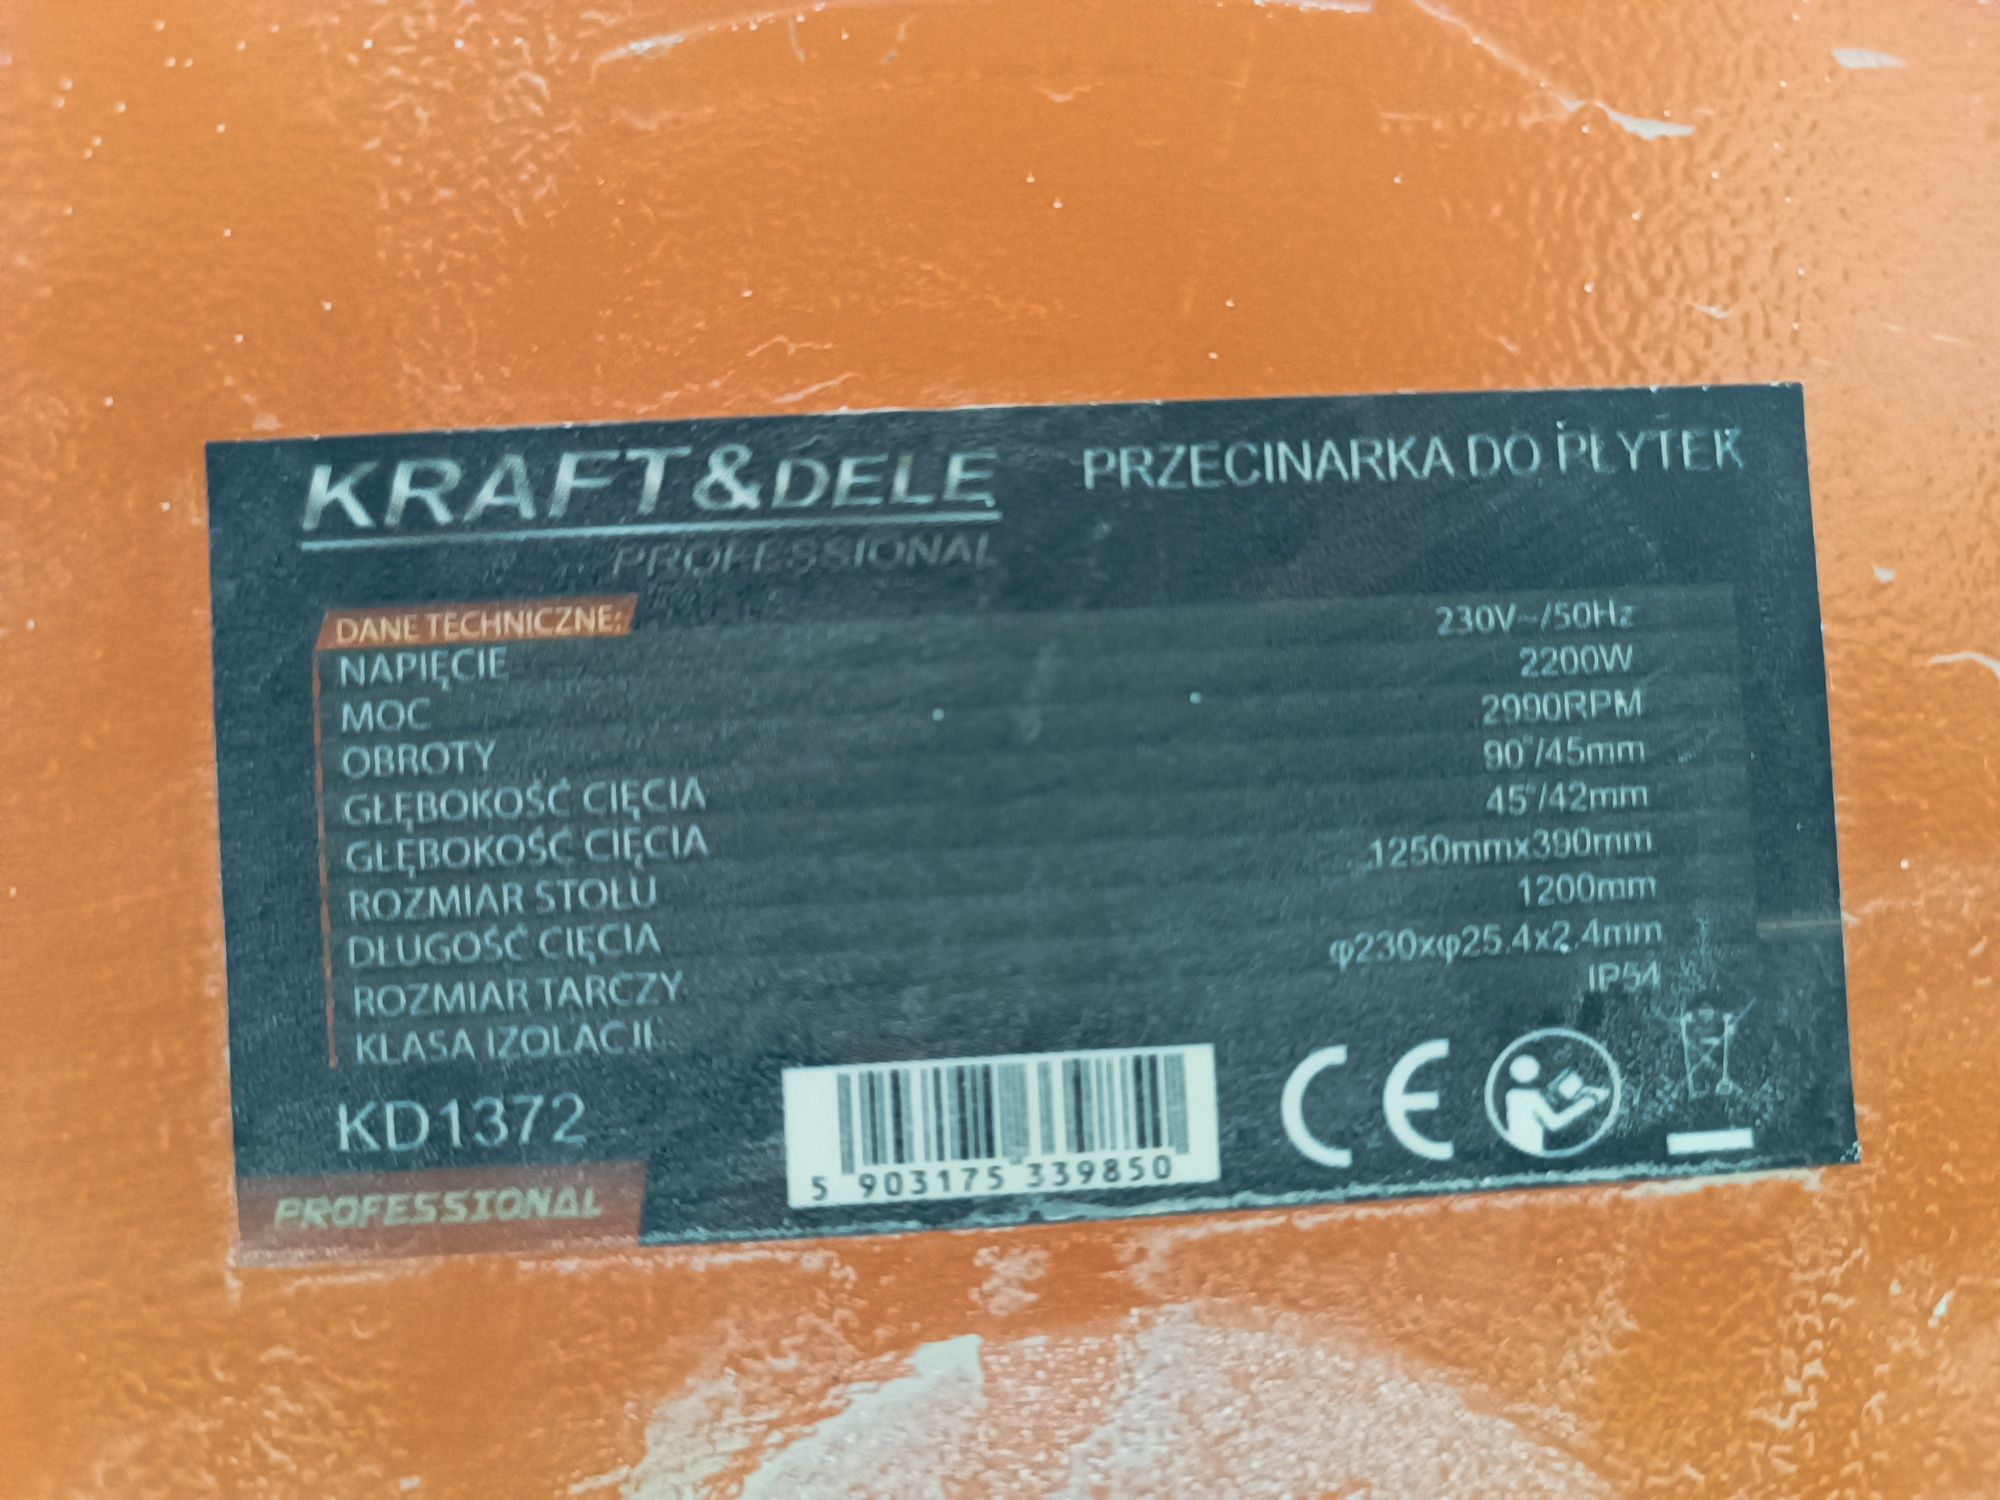 KRAFT&DELE
PROFESSIONAL
PRZECINARKA DO PŁYTEK
DANE TECHNICZNE:
NAPIĘCIE 230V~/50Hz
MOC 2200W
OBROTY 2990RPM
GŁĘBOKOŚĆ CIĘCIA 90°/45mm
GŁĘBOKOŚĆ CIĘCIA 45°/42mm
ROZMIAR STOŁU 1250mmx390mm
DŁUGOŚĆ CIĘCIA 1200mm
ROZMIAR TARCZY φ230xφ25.4x2.4mm
KLASA IZOLACJI: IP54
KD1372
PROFESSIONAL
5 903175 339850
CE